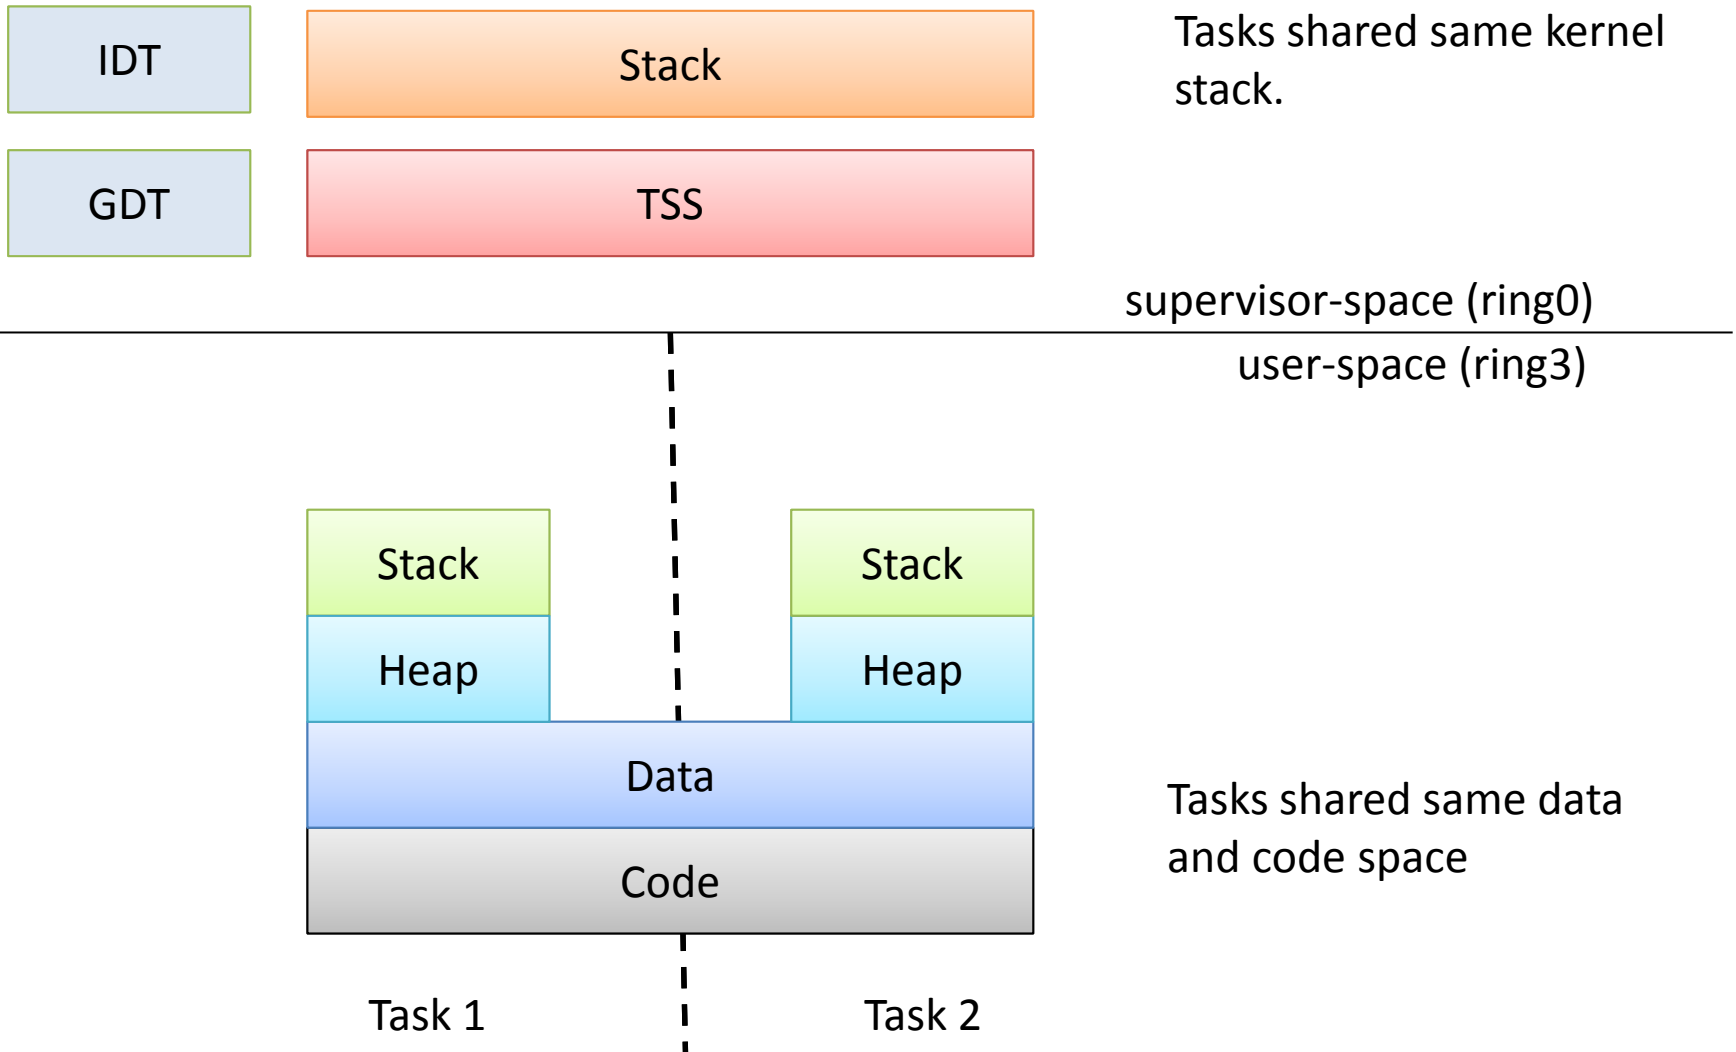 IDT
Stack
Tasks shared same kernel
stack.
GDT
TSS
supervisor-space (ring0)
user-space (ring3)
Stack
Stack
Heap
Heap
Data
Tasks shared same data
and code space
Code
Task 1
Task 2